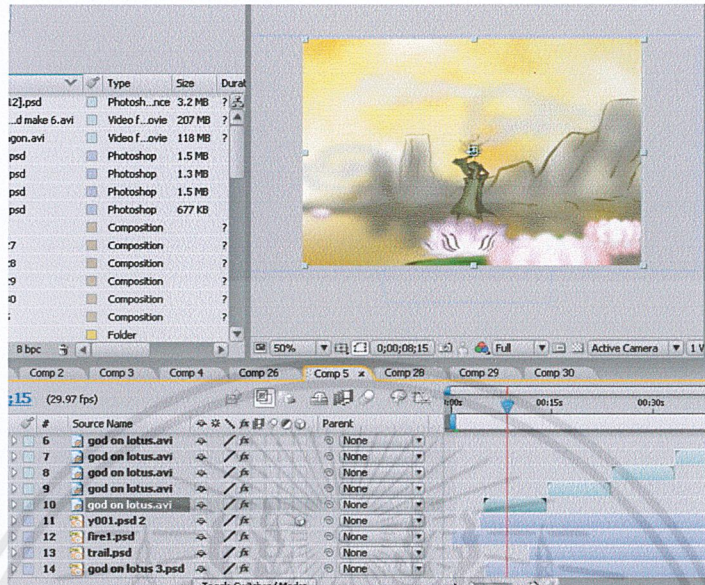 Type Size Durat
12].psd Photosh...nce 3.2 MB ?
...d make 6.avi Video f...ovie 207 MB ?
gon.avi Video f...ovie 118 MB ?
psd Photoshop 1.5 MB
psd Photoshop 1.3 MB
psd Photoshop 1.5 MB
psd Photoshop 677 KB
Composition ?
27 Composition ?
28 Composition ?
29 Composition ?
30 Composition ?
Composition ?
Folder
8 bpc
50% 0;00;08;15 Full Active Camera 1 V
Comp 2 Comp 3 Comp 4 Comp 26 Comp 5 x Comp 28 Comp 29 Comp 30
;15 (29.97 fps)
:00s 00:15s 00:30s
# Source Name Parent
6 god on lotus.avi None
7 god on lotus.avi None
8 god on lotus.avi None
9 god on lotus.avi None
10 god on lotus.avi None
11 y001.psd 2 None
12 fire1.psd None
13 trail.psd None
14 god on lotus 3.psd None
Toggle Switches / Modes